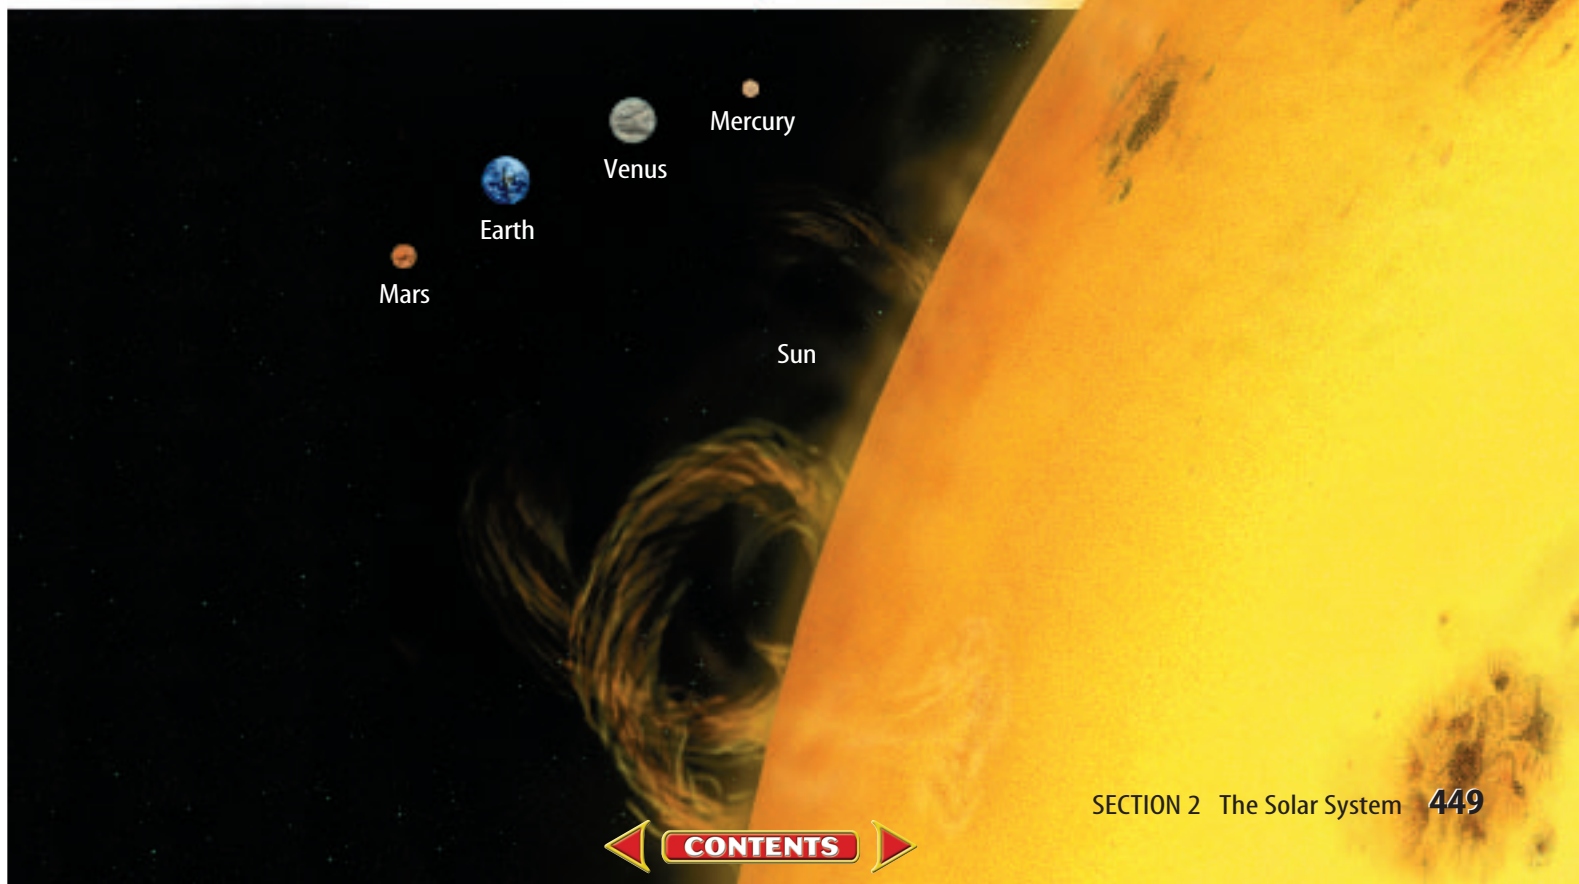 Mercury
Venus
Earth
Mars
Sun
SECTION 2 The Solar System 449
CONTENTS